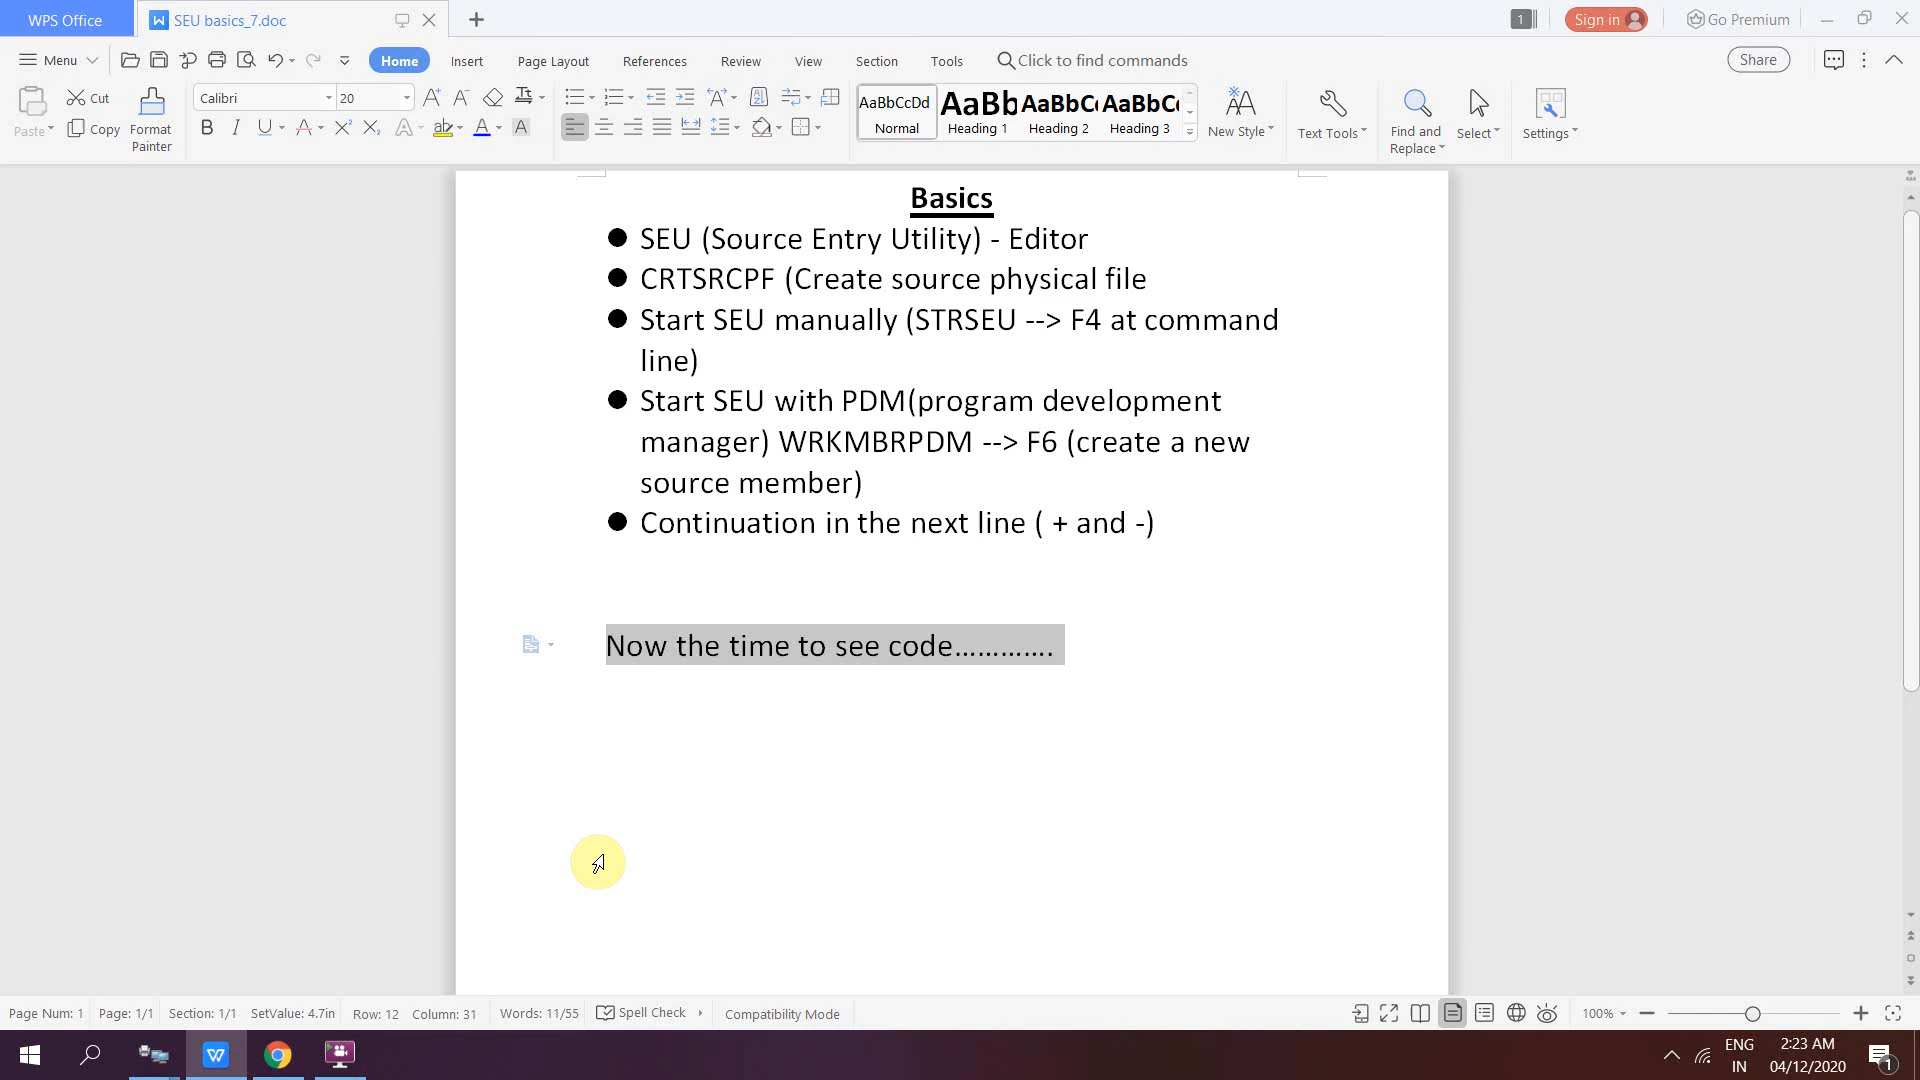 WPS Office
SEU basics_7.doc
1
Sign in
Go Premium
Menu
Home
Insert
Page Layout
References
Review
View
Section
Tools
Click to find commands
Share
Paste
Cut
Copy
Format
Painter
Calibri
20
AaBbCcDd
Normal
AaBb
Heading 1
AaBbC
Heading 2
AaBbC
Heading 3
New Style
Text Tools
Find and
Replace
Select
Settings
Basics
● SEU (Source Entry Utility) - Editor
● CRTSRCPF (Create source physical file
● Start SEU manually (STRSEU --> F4 at command
line)
● Start SEU with PDM(program development
manager) WRKMBRPDM --> F6 (create a new
source member)
● Continuation in the next line ( + and -)
Now the time to see code………….
Page Num: 1
Page: 1/1
Section: 1/1
SetValue: 4.7in
Row: 12
Column: 31
Words: 11/55
Spell Check
Compatibility Mode
100%
ENG
IN
2:23 AM
04/12/2020
1